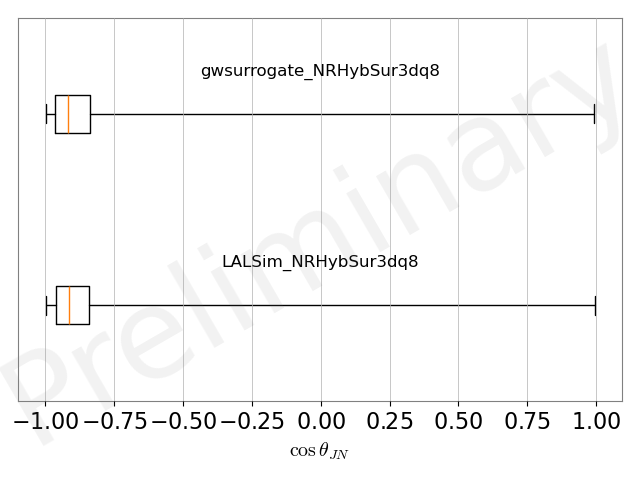 gwsurrogate_NRHybSur3dq8
LALSim_NRHybSur3dq8
Preliminary
−1.00 −0.75 −0.50 −0.25 0.00 0.25 0.50 0.75 1.00
cos θ_JN